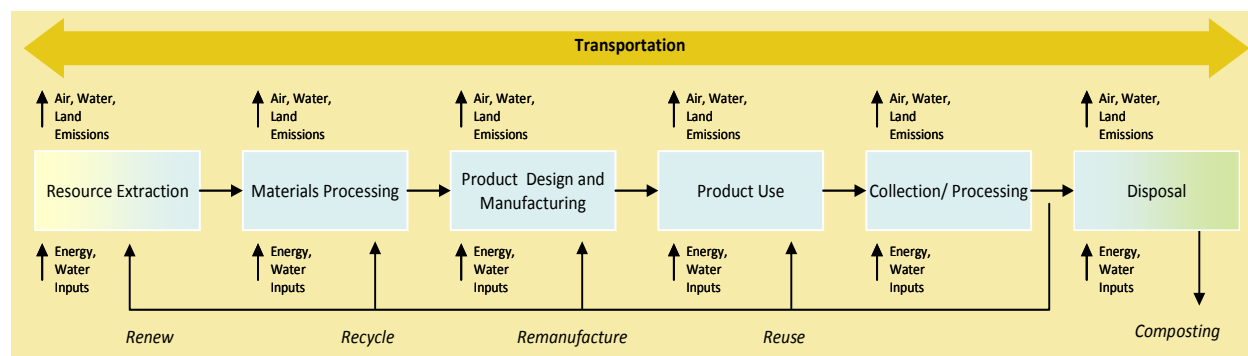 Transportation
Air, Water,
Land
Emissions
Air, Water,
Land
Emissions
Air, Water,
Land
Emissions
Air, Water,
Land
Emissions
Air, Water,
Land
Emissions
Air, Water,
Land
Emissions
Resource Extraction
Materials Processing
Product Design and
Manufacturing
Product Use
Collection/ Processing
Disposal
Energy,
Water
Inputs
Energy,
Water
Inputs
Energy,
Water
Inputs
Energy,
Water
Inputs
Energy,
Water
Inputs
Energy,
Water
Inputs
Renew
Recycle
Remanufacture
Reuse
Composting